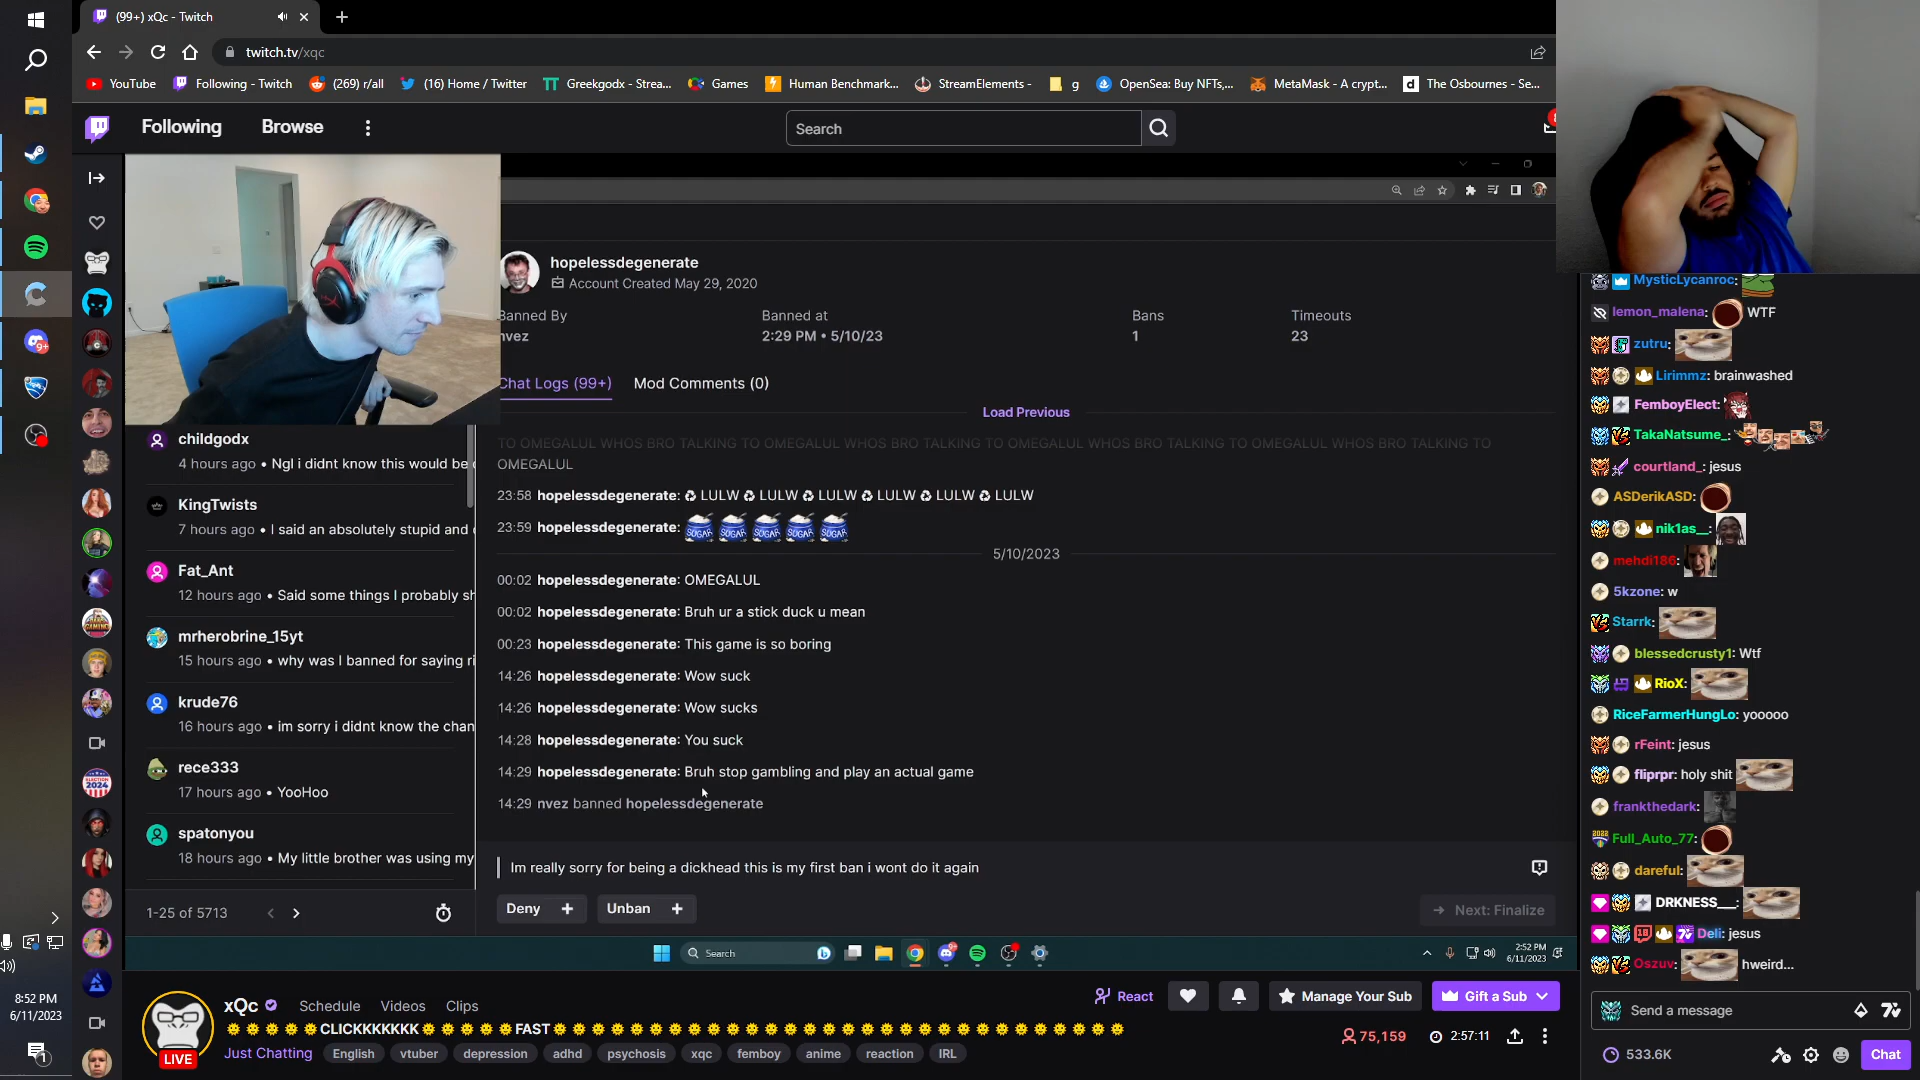 (99+) xQc - Twitch
twitch.tv/xqc
YouTube
Following - Twitch
(269) r/all
(16) Home / Twitter
Greekgodx - Strea...
Games
Human Benchmark...
StreamElements -
g
OpenSea: Buy NFTs,...
MetaMask - A crypt...
The Osbournes - Se...
Following
Browse
Search
hopelessdegenerate
Account Created May 29, 2020
Banned By
nvez
Banned at
2:29 PM • 5/10/23
Bans
1
Timeouts
23
Chat Logs (99+)
Mod Comments (0)
Load Previous
TO OMEGALUL WHOS BRO TALKING TO OMEGALUL WHOS BRO TALKING TO OMEGALUL WHOS BRO TALKING TO OMEGALUL WHOS BRO TALKING TO
OMEGALUL
23:58 hopelessdegenerate: ♻ LULW ♻ LULW ♻ LULW ♻ LULW ♻ LULW ♻ LULW
23:59 hopelessdegenerate: SUGAR SUGAR SUGAR SUGAR SUGAR
5/10/2023
00:02 hopelessdegenerate: OMEGALUL
00:02 hopelessdegenerate: Bruh ur a stick duck u mean
00:23 hopelessdegenerate: This game is so boring
14:26 hopelessdegenerate: Wow suck
14:26 hopelessdegenerate: Wow sucks
14:28 hopelessdegenerate: You suck
14:29 hopelessdegenerate: Bruh stop gambling and play an actual game
14:29 nvez banned hopelessdegenerate
Im really sorry for being a dickhead this is my first ban i wont do it again
Deny +
Unban +
Next: Finalize
childgodx
4 hours ago • Ngl i didnt know this would be
KingTwists
7 hours ago • I said an absolutely stupid and
Fat_Ant
12 hours ago • Said some things I probably sh
mrherobrine_15yt
15 hours ago • why was I banned for saying ri
krude76
16 hours ago • im sorry i didnt know the chan
rece333
17 hours ago • YooHoo
spatonyou
18 hours ago • My little brother was using my
1-25 of 5713
Search
2:52 PM
6/11/2023
8:52 PM
6/11/2023
1
LIVE
xQc
Schedule
Videos
Clips
CLICKKKKKKK
FAST
Just Chatting
English
vtuber
depression
adhd
psychosis
xqc
femboy
anime
reaction
IRL
React
Manage Your Sub
Gift a Sub
75,159
2:57:11
MysticLycanroc:
lemon_malena: WTF
zutru:
Lirimmz: brainwashed
FemboyElect:
TakaNatsume_:
courtland_: jesus
ASDerikASD:
nik1as__:
mehdi186:
5kzone: w
Starrk:
blessedcrusty1: Wtf
RioX:
RiceFarmerHungLo: yooooo
rFeint: jesus
fliprpr: holy shit
frankthedark:
Full_Auto_77:
dareful:
DRKNESS___:
Deli: jesus
Oszuv: hweird...
Send a message
533.6K
Chat